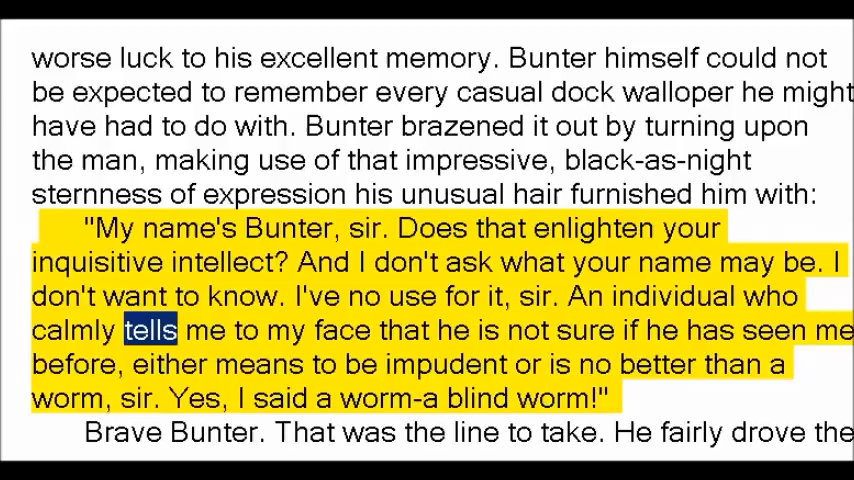 worse luck to his excellent memory. Bunter himself could not
be expected to remember every casual dock walloper he might
have had to do with. Bunter brazened it out by turning upon
the man, making use of that impressive, black-as-night
sternness of expression his unusual hair furnished him with:
"My name's Bunter, sir. Does that enlighten your
inquisitive intellect? And I don't ask what your name may be. I
don't want to know. I've no use for it, sir. An individual who
calmly tells me to my face that he is not sure if he has seen me
before, either means to be impudent or is no better than a
worm, sir. Yes, I said a worm-a blind worm!"
Brave Bunter. That was the line to take. He fairly drove the